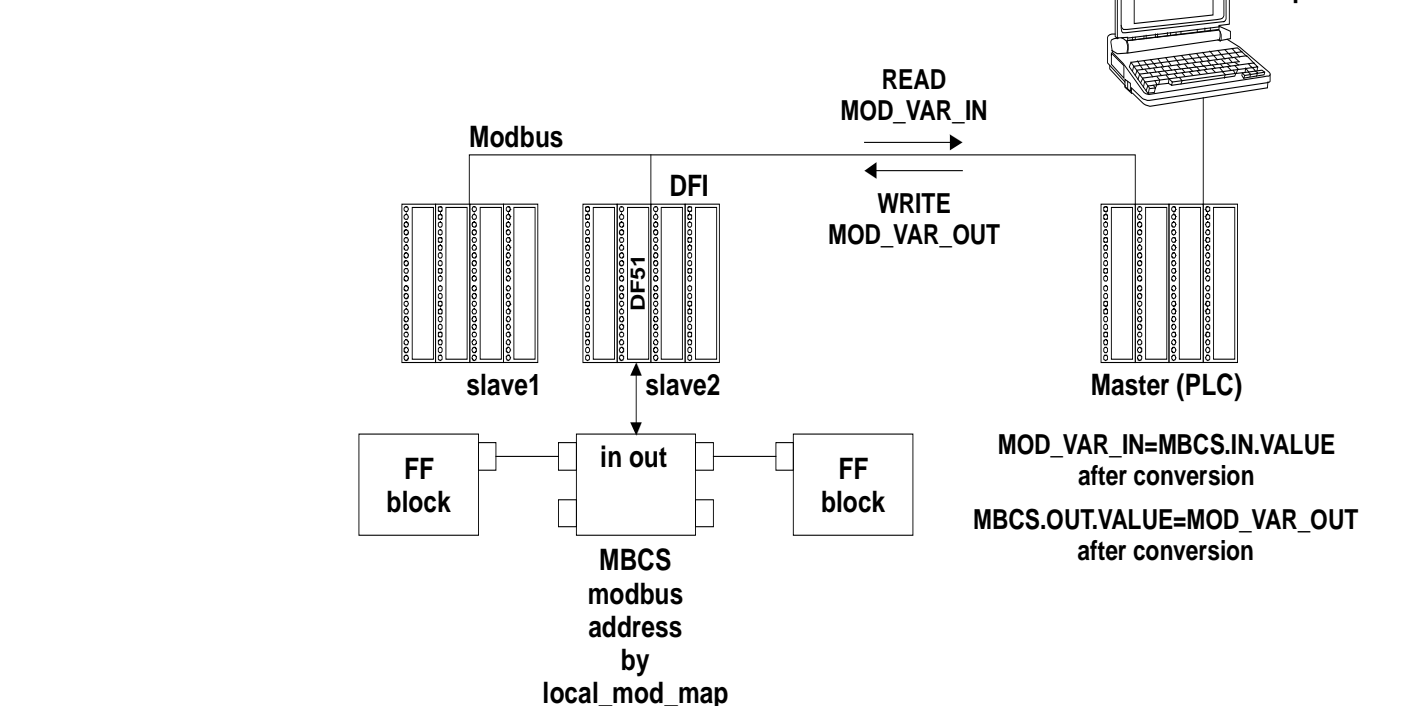 READ
MOD_VAR_IN
Modbus
DFI
WRITE
MOD_VAR_OUT
DF51
slave1
slave2
Master (PLC)
FF
block
in out
FF
block
MOD_VAR_IN=MBCS.IN.VALUE
after conversion
MBCS.OUT.VALUE=MOD_VAR_OUT
after conversion
MBCS
modbus
address
by
local_mod_map